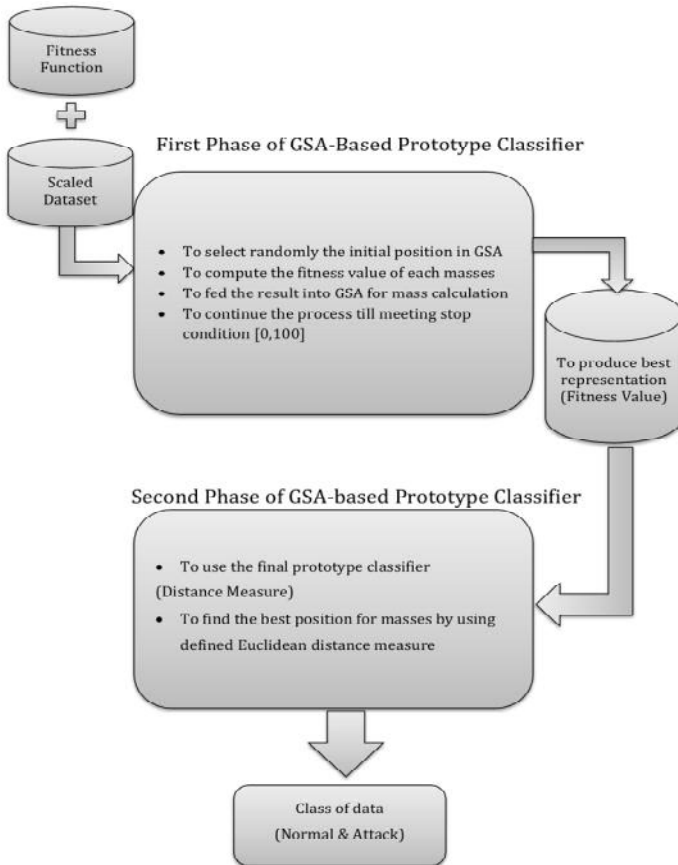 Fitness
Function
First Phase of GSA-Based Prototype Classifier
Scaled
Dataset
• To select randomly the initial position in GSA
• To compute the fitness value of each masses
• To fed the result into GSA for mass calculation
• To continue the process till meeting stop
condition [0,100]
To produce best
representation
(Fitness Value)
Second Phase of GSA-based Prototype Classifier
• To use the final prototype classifier
(Distance Measure)
• To find the best position for masses by using
defined Euclidean distance measure
Class of data
(Normal & Attack)